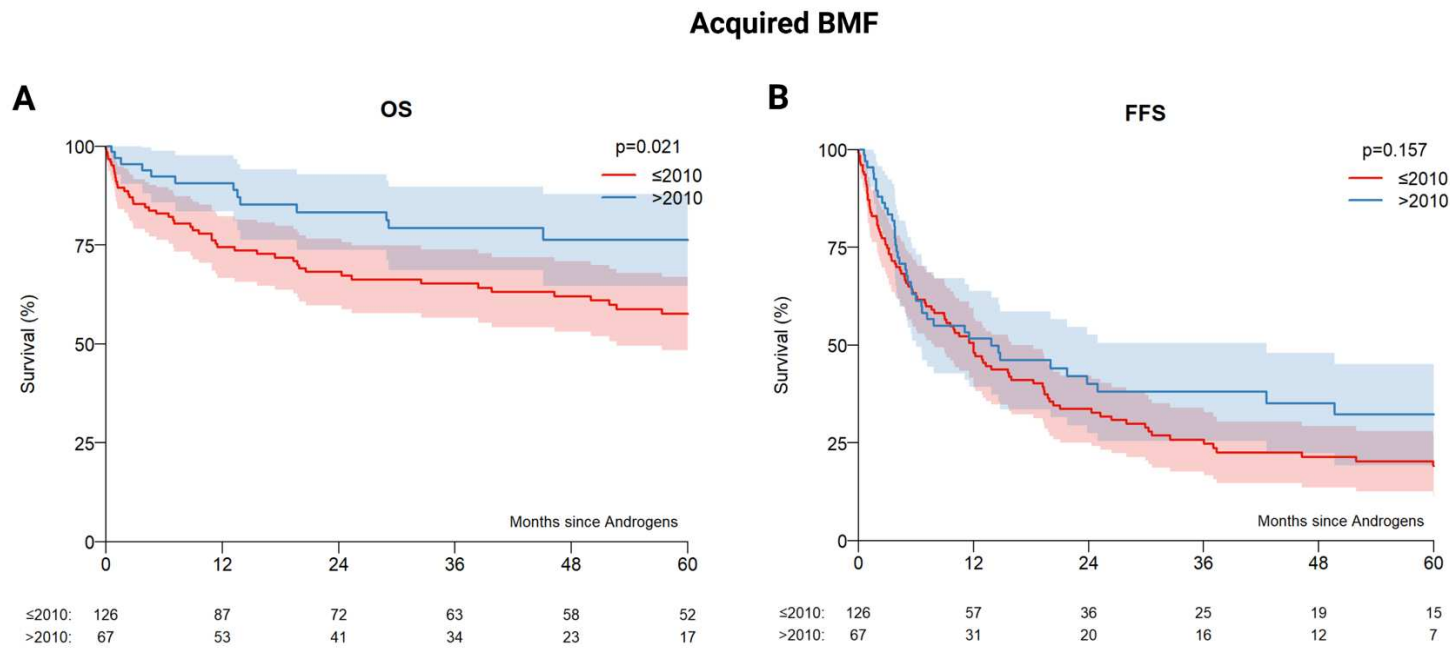 Acquired BMF
A
OS
p=0.021
≤2010
>2010
Survival (%)
100
75
50
25
0
Months since Androgens
0 12 24 36 48 60
≤2010: 126 87 72 63 58 52
>2010: 67 53 41 34 23 17
B
FFS
p=0.157
≤2010
>2010
Survival (%)
100
75
50
25
0
Months since Androgens
0 12 24 36 48 60
≤2010: 126 57 36 25 19 15
>2010: 67 31 20 16 12 7